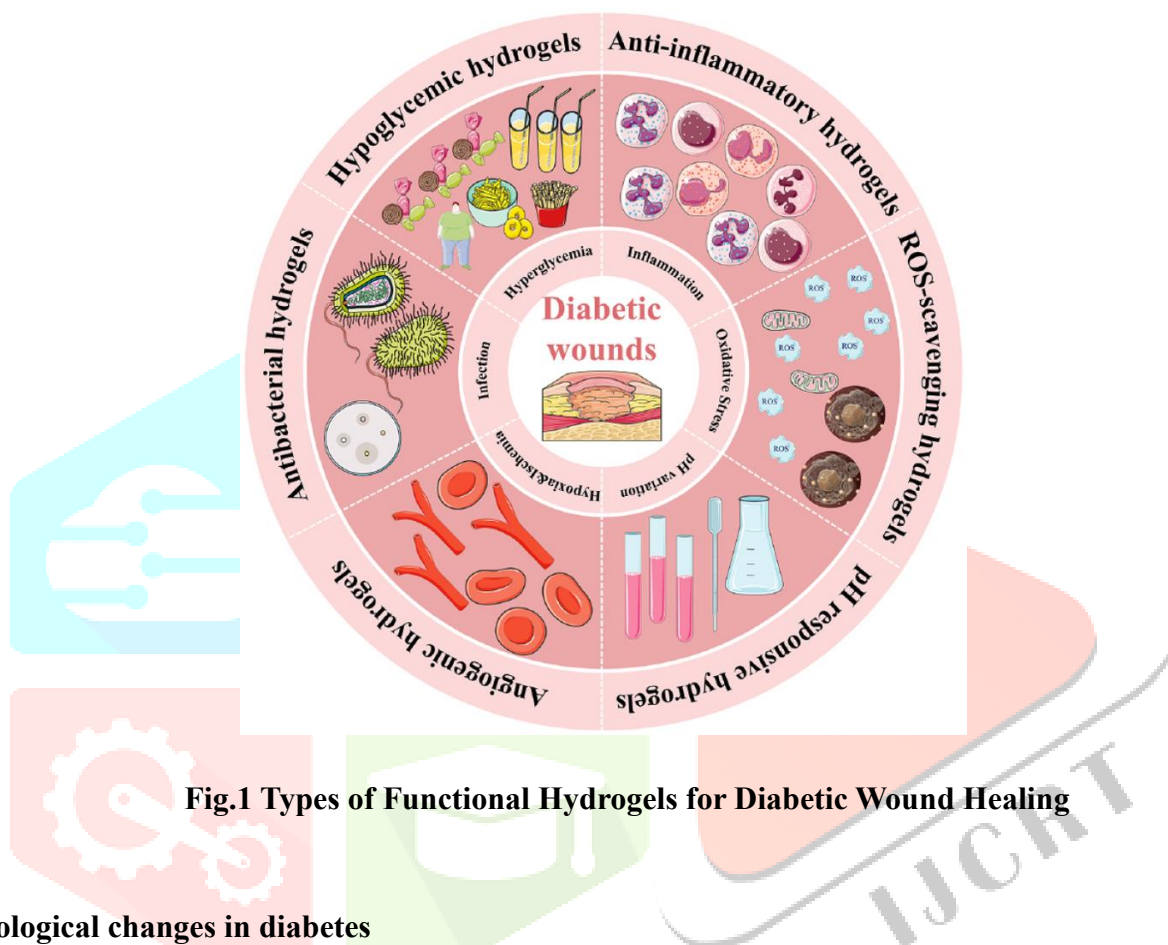 Hypoglycemic hydrogels
Anti-inflammatory hydrogels
ROS-scavenging hydrogels
pH responsive hydrogels
Angiogenic hydrogels
Antibacterial hydrogels
Hyperglycemia
Inflammation
Oxidative Stress
pH variation
Hypoxia&Ischemia
Infection
Diabetic
wounds
ROS
ROS
ROS
ROS
ROS
ROS
ROS
Fig.1 Types of Functional Hydrogels for Diabetic Wound Healing
IJCRT
ological changes in diabetes